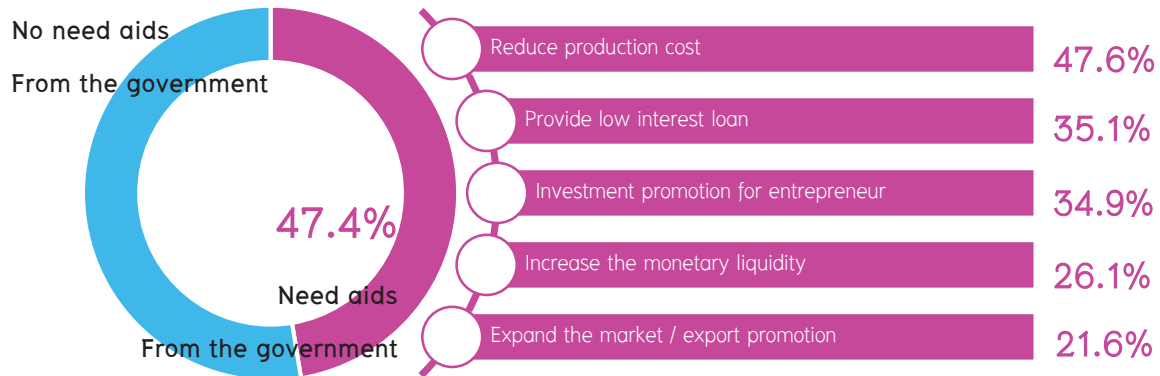 No need aids
From the government
47.4%
Need aids
From the government
Reduce production cost
47.6%
Provide low interest loan
35.1%
Investment promotion for entrepreneur
34.9%
Increase the monetary liquidity
26.1%
Expand the market / export promotion
21.6%